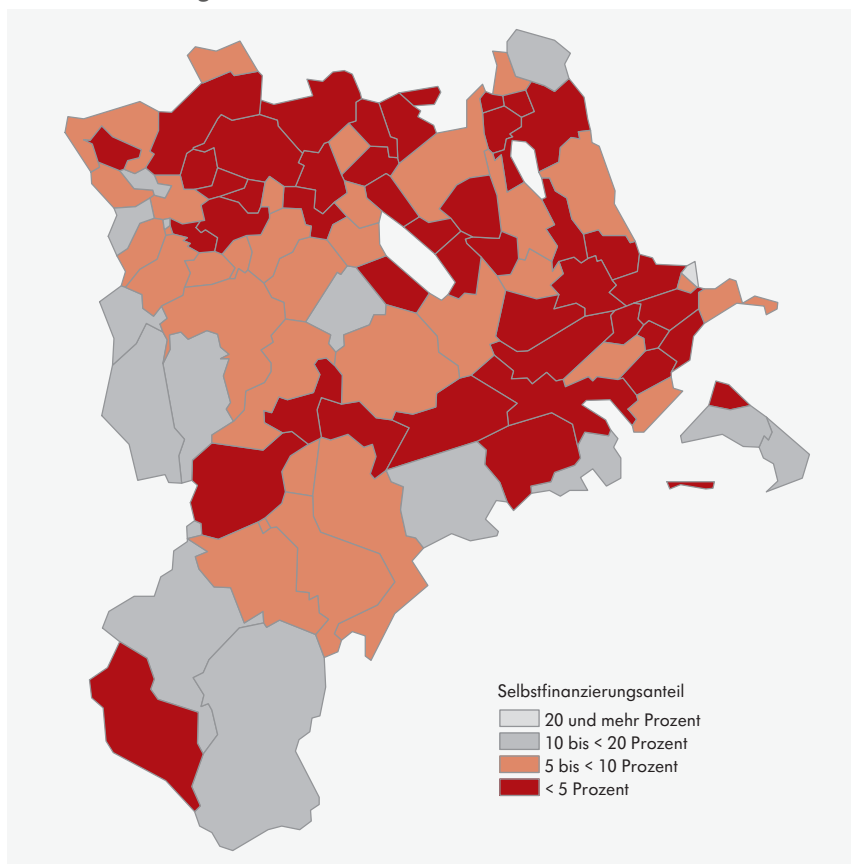 Selbstfinanzierungsanteil
20 und mehr Prozent
10 bis < 20 Prozent
5 bis < 10 Prozent
< 5 Prozent